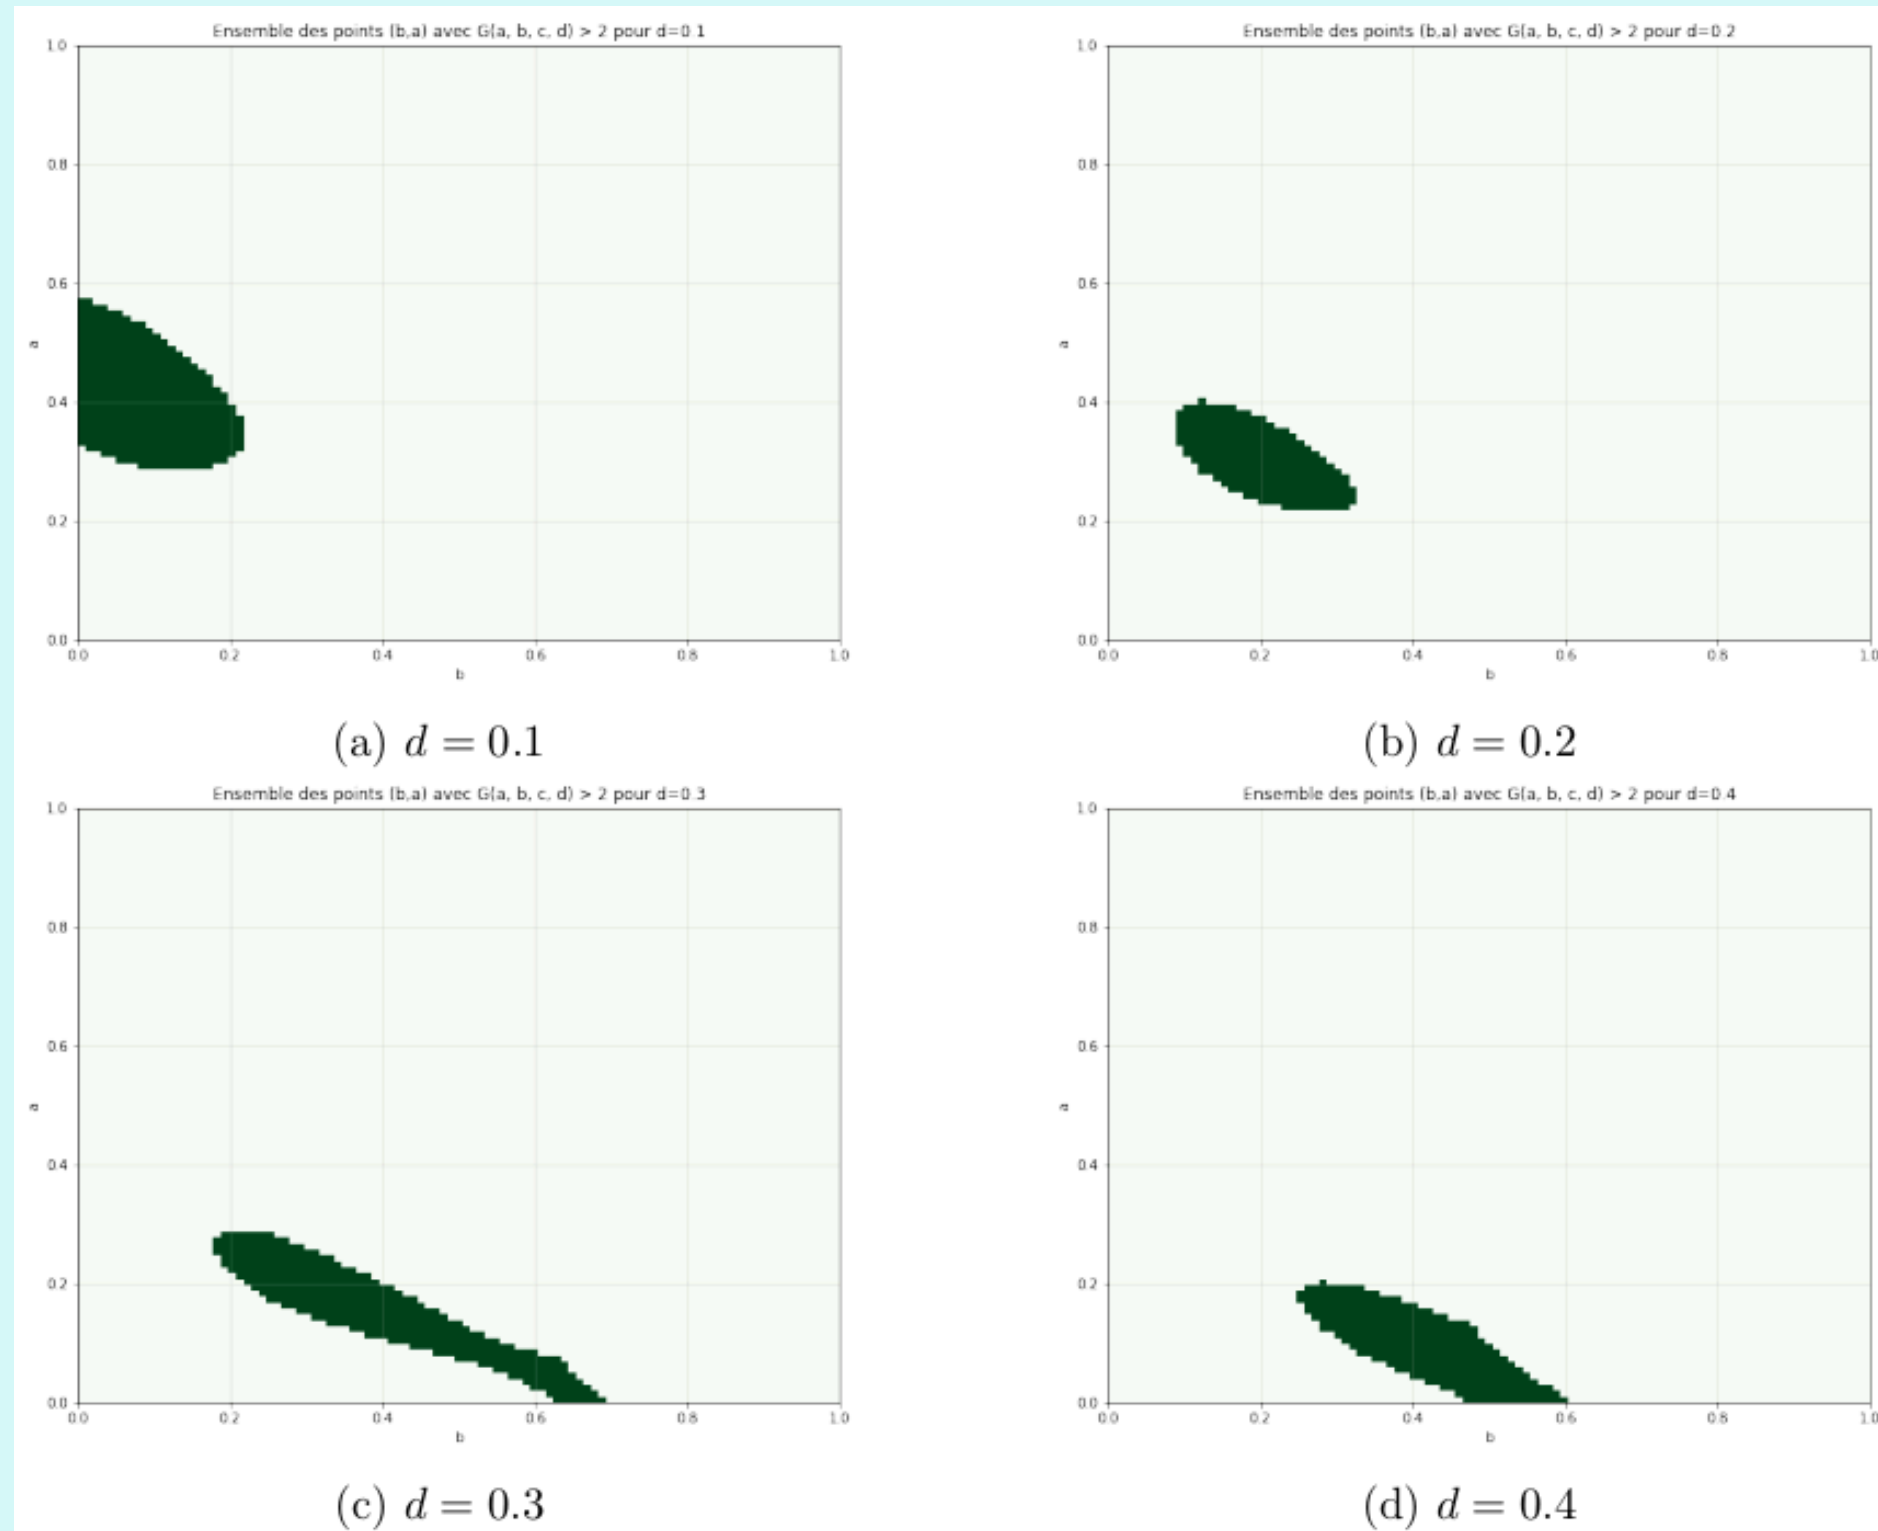 Ensemble des points (b,a) avec G(a, b, c, d) > 2 pour d=0.1
1.0
0.8
0.6
a
0.4
0.2
0.0
0.0 0.2 0.4 0.6 0.8 1.0
b
(a) d = 0.1
Ensemble des points (b,a) avec G(a, b, c, d) > 2 pour d=0.2
1.0
0.8
0.6
a
0.4
0.2
0.0
0.0 0.2 0.4 0.6 0.8 1.0
b
(b) d = 0.2
Ensemble des points (b,a) avec G(a, b, c, d) > 2 pour d=0.3
1.0
0.8
0.6
a
0.4
0.2
0.0
0.0 0.2 0.4 0.6 0.8 1.0
b
(c) d = 0.3
Ensemble des points (b,a) avec G(a, b, c, d) > 2 pour d=0.4
1.0
0.8
0.6
a
0.4
0.2
0.0
0.0 0.2 0.4 0.6 0.8 1.0
b
(d) d = 0.4